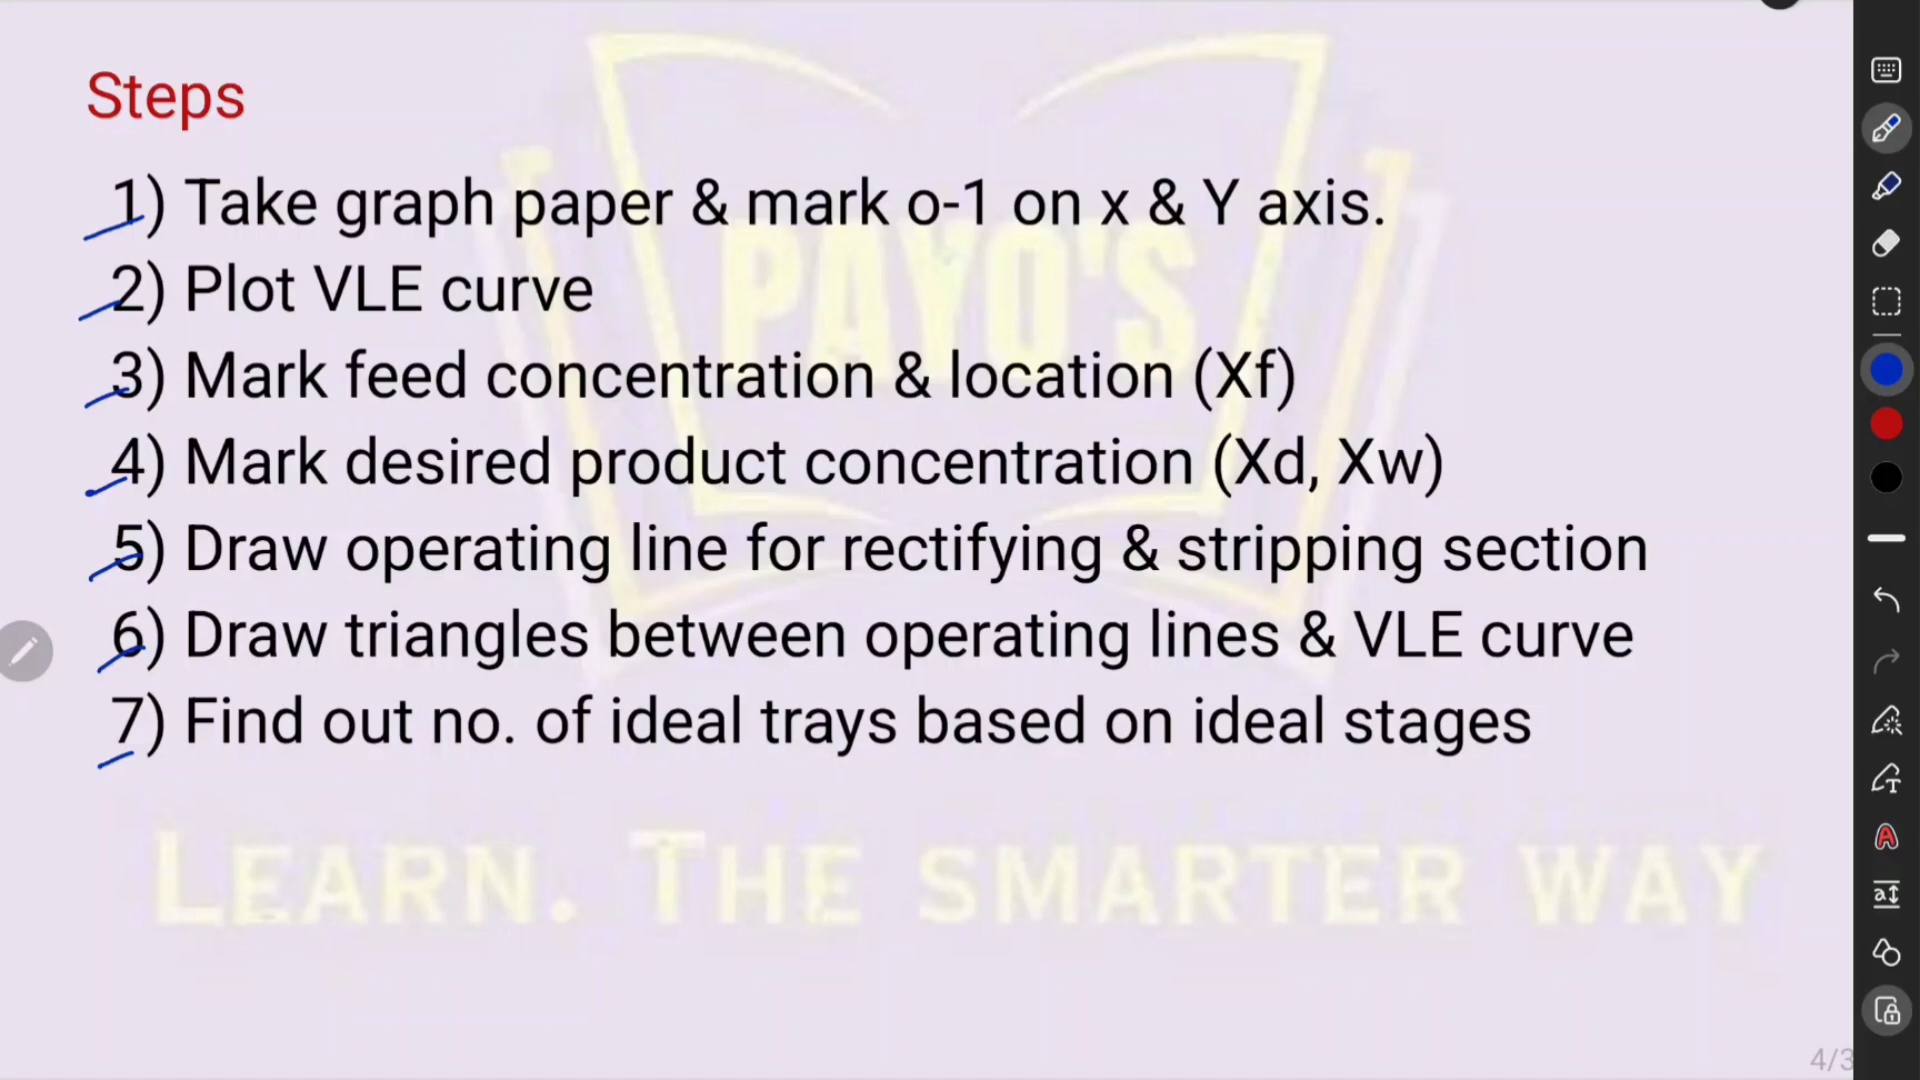 Steps
1) Take graph paper & mark o-1 on x & Y axis.
2) Plot VLE curve
3) Mark feed concentration & location (Xf)
4) Mark desired product concentration (Xd, Xw)
5) Draw operating line for rectifying & stripping section
6) Draw triangles between operating lines & VLE curve
7) Find out no. of ideal trays based on ideal stages
PAYO'S
LEARN. THE SMARTER WAY
4/3